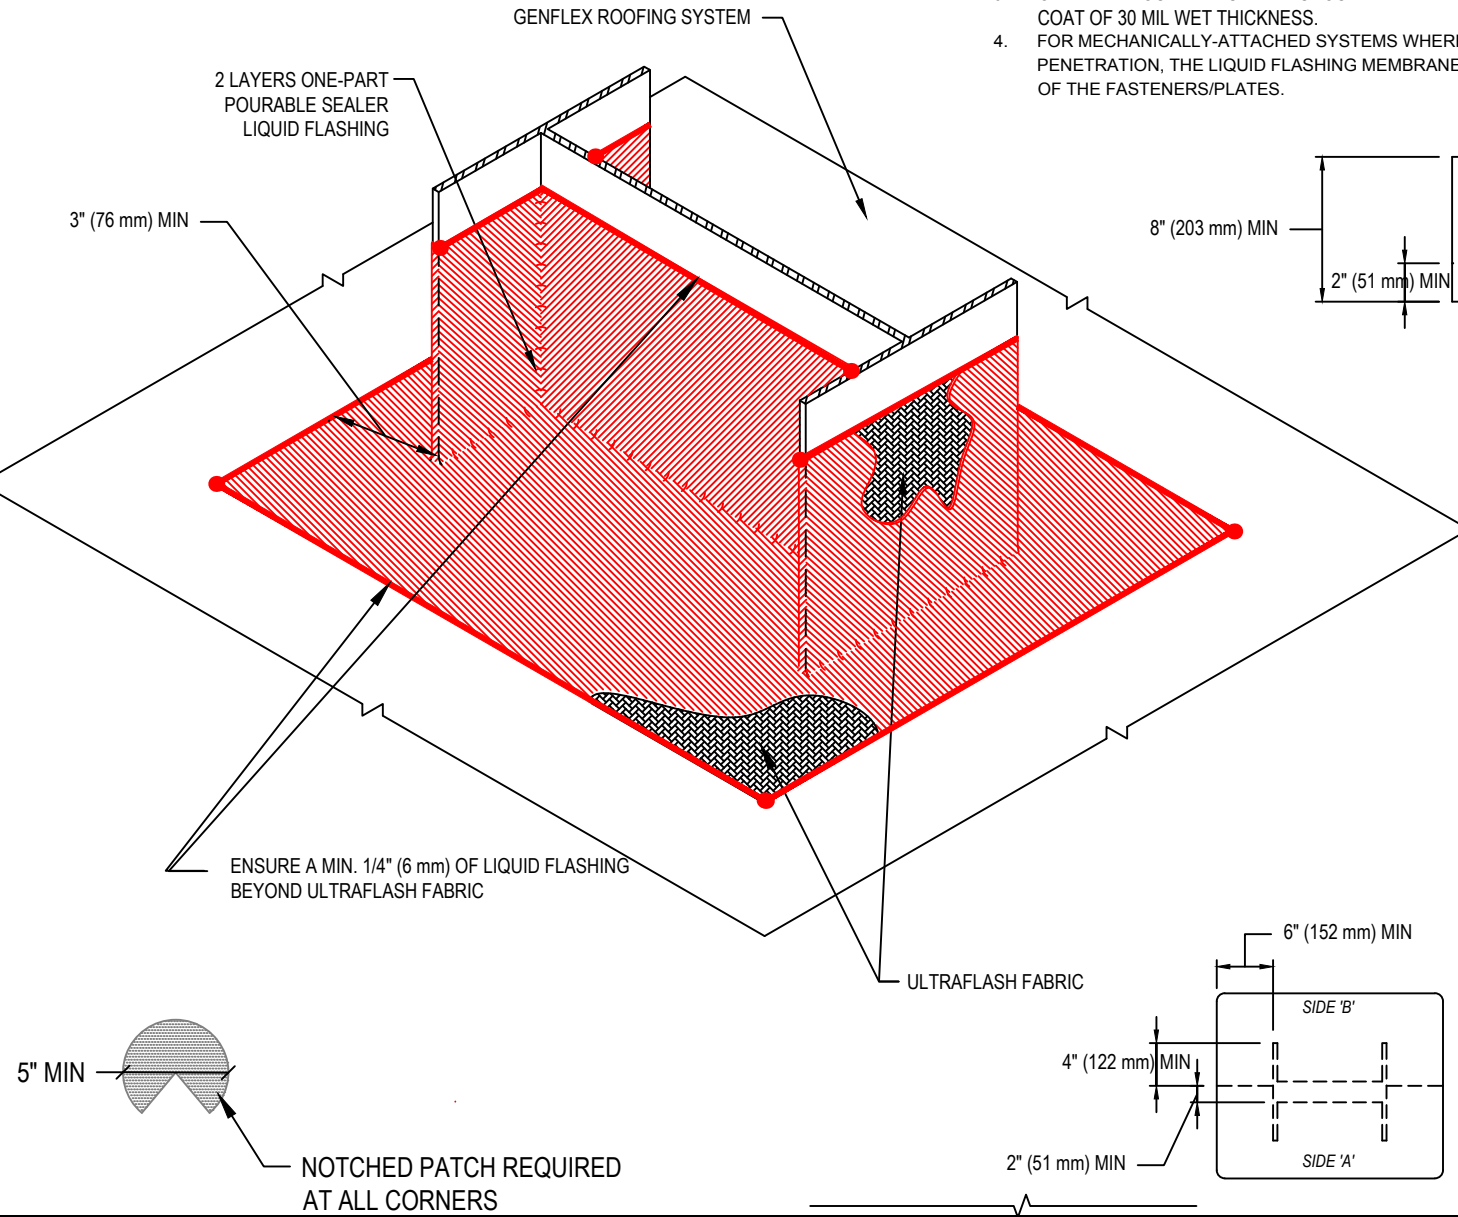 GENFLEX ROOFING SYSTEM
COAT OF 30 MIL WET THICKNESS.
4. FOR MECHANICALLY-ATTACHED SYSTEMS WHERE
PENETRATION, THE LIQUID FLASHING MEMBRANE
OF THE FASTENERS/PLATES.
2 LAYERS ONE-PART
POURABLE SEALER
LIQUID FLASHING
3" (76 mm) MIN
8" (203 mm) MIN
2" (51 mm) MIN
ENSURE A MIN. 1/4" (6 mm) OF LIQUID FLASHING
BEYOND ULTRAFLASH FABRIC
ULTRAFLASH FABRIC
6" (152 mm) MIN
SIDE 'B'
4" (122 mm) MIN
2" (51 mm) MIN
SIDE 'A'
5" MIN
NOTCHED PATCH REQUIRED
AT ALL CORNERS